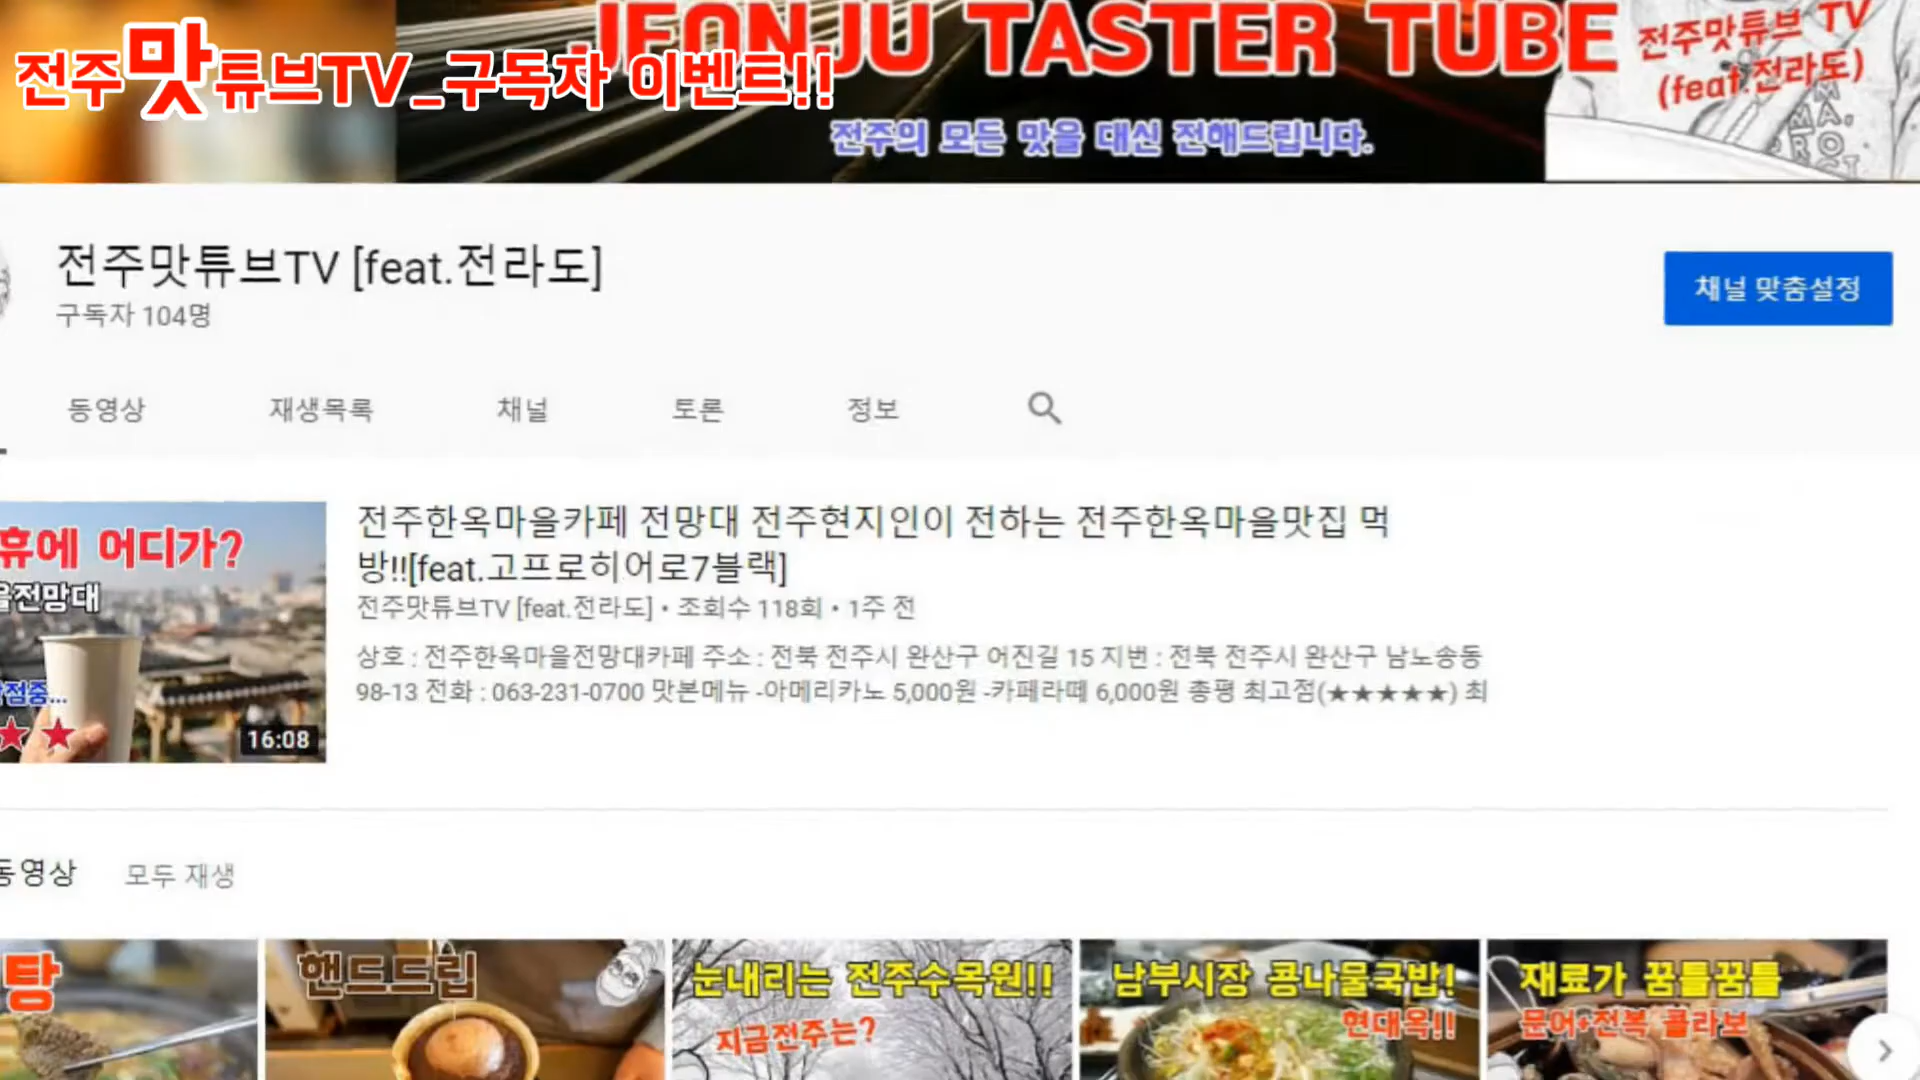 JEONJU TASTER TUBE
전주맛튜브TV_구독자 이벤트!!
전주맛튜브 TV
(feat.전라도)
전주의 모든 맛을 대신 전해드립니다.
전주맛튜브TV [feat.전라도]
구독자 104명
채널 맞춤설정
동영상 재생목록 채널 토론 정보
휴에 어디가?
을전망대
점중...
★ ★
16:08
전주한옥마을카페 전망대 전주현지인이 전하는 전주한옥마을맛집 먹
방!![feat.고프로히어로7블랙]
전주맛튜브TV [feat.전라도] • 조회수 118회 • 1주 전
상호 : 전주한옥마을전망대카페 주소 : 전북 전주시 완산구 어진길 15 지번 : 전북 전주시 완산구 남노송동
98-13 전화 : 063-231-0700 맛본메뉴 -아메리카노 5,000원 -카페라떼 6,000원 총평 최고점(★★★★★) 최
동영상 모두 재생
탕
핸드드립
눈내리는 전주수목원!!
지금전주는?
남부시장 콩나물국밥!
현대옥!!
재료가 꿈틀꿈틀
문어+전복 콜라보